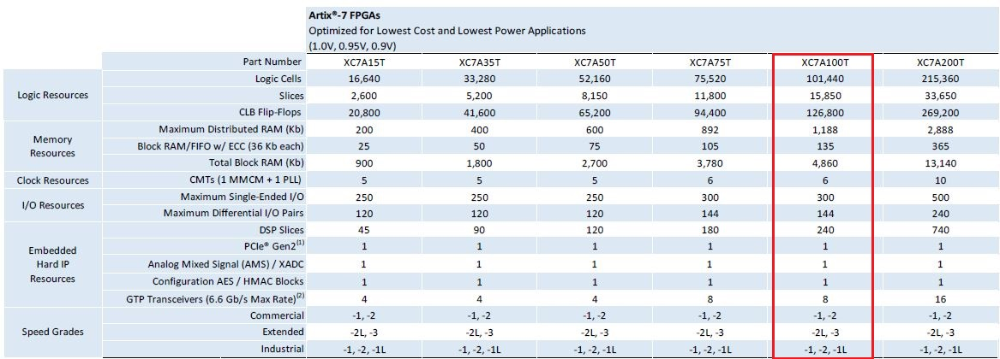 Artix®-7 FPGAs
Optimized for Lowest Cost and Lowest Power Applications
(1.0V, 0.95V, 0.9V)
Part Number XC7A15T XC7A35T XC7A50T XC7A75T XC7A100T XC7A200T
Logic Resources
Logic Cells 16,640 33,280 52,160 75,520 101,440 215,360
Slices 2,600 5,200 8,150 11,800 15,850 33,650
CLB Flip-Flops 20,800 41,600 65,200 94,400 126,800 269,200
Memory
Resources
Maximum Distributed RAM (Kb) 200 400 600 892 1,188 2,888
Block RAM/FIFO w/ ECC (36 Kb each) 25 50 75 105 135 365
Total Block RAM (Kb) 900 1,800 2,700 3,780 4,860 13,140
Clock Resources
CMTs (1 MMCM + 1 PLL) 5 5 5 6 6 10
I/O Resources
Maximum Single-Ended I/O 250 250 250 300 300 500
Maximum Differential I/O Pairs 120 120 120 144 144 240
Embedded
Hard IP
Resources
DSP Slices 45 90 120 180 240 740
PCIe® Gen2(1) 1 1 1 1 1 1
Analog Mixed Signal (AMS) / XADC 1 1 1 1 1 1
Configuration AES / HMAC Blocks 1 1 1 1 1 1
GTP Transceivers (6.6 Gb/s Max Rate)(2) 4 4 4 8 8 16
Speed Grades
Commercial -1, -2 -1, -2 -1, -2 -1, -2 -1, -2 -1, -2
Extended -2L, -3 -2L, -3 -2L, -3 -2L, -3 -2L, -3 -2L, -3
Industrial -1, -2, -1L -1, -2, -1L -1, -2, -1L -1, -2, -1L -1, -2, -1L -1, -2, -1L